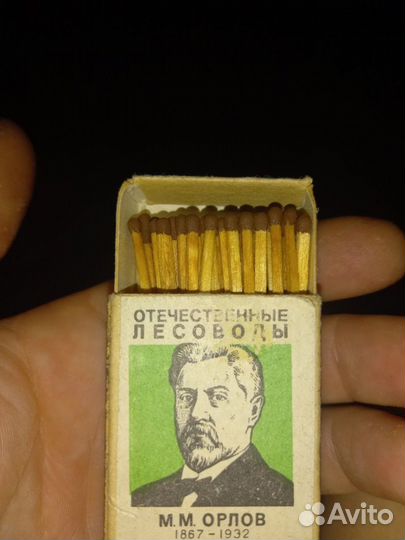 ОТЕЧЕСТВЕННЫЕ
ЛЕСОВОДЫ
М.М. ОРЛОВ
1867-1932
Avito